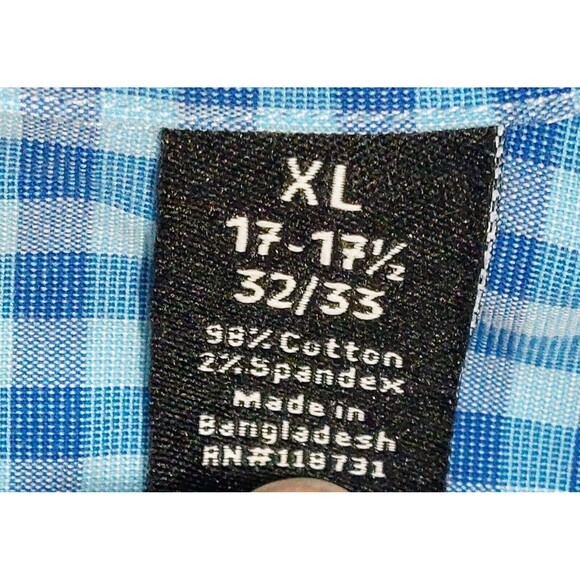 XL
17-17½
32/33
98% Cotton
2% Spandex
Made in
Bangladesh
RN#118731